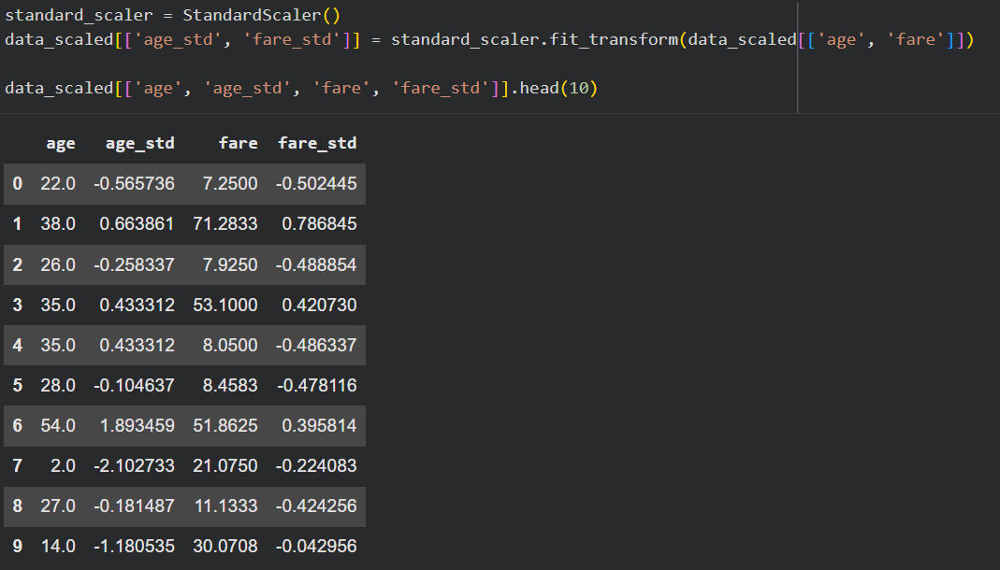 standard_scaler = StandardScaler()
data_scaled[['age_std', 'fare_std']] = standard_scaler.fit_transform(data_scaled[['age', 'fare']])
data_scaled[['age', 'age_std', 'fare', 'fare_std']].head(10)
age age_std fare fare_std
0 22.0 -0.565736 7.2500 -0.502445
1 38.0 0.663861 71.2833 0.786845
2 26.0 -0.258337 7.9250 -0.488854
3 35.0 0.433312 53.1000 0.420730
4 35.0 0.433312 8.0500 -0.486337
5 28.0 -0.104637 8.4583 -0.478116
6 54.0 1.893459 51.8625 0.395814
7 2.0 -2.102733 21.0750 -0.224083
8 27.0 -0.181487 11.1333 -0.424256
9 14.0 -1.180535 30.0708 -0.042956